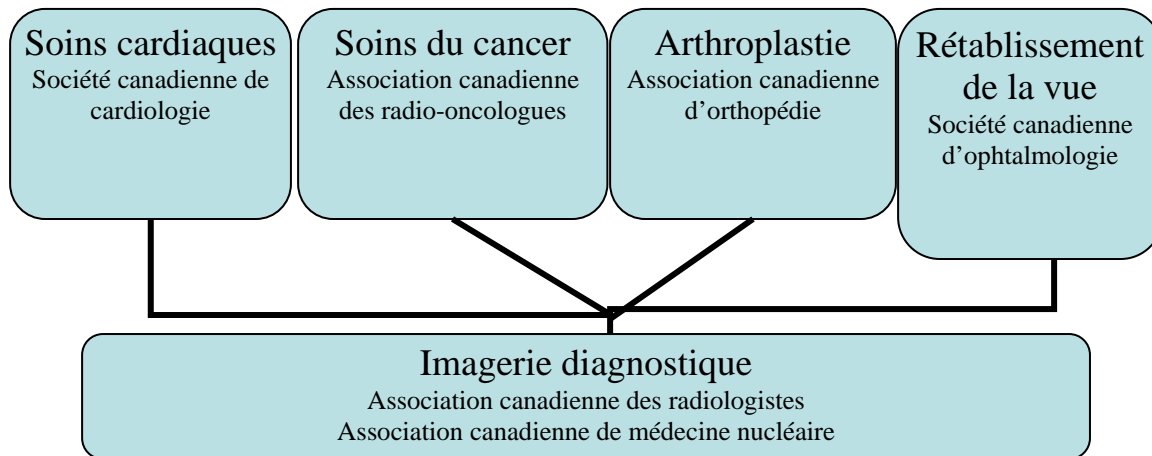 Soins cardiaques
Société canadienne de
cardiologie
Soins du cancer
Association canadienne
des radio-oncologues
Arthroplastie
Association canadienne
d’orthopédie
Rétablissement
de la vue
Société canadienne
d’ophtalmologie
Imagerie diagnostique
Association canadienne des radiologistes
Association canadienne de médecine nucléaire